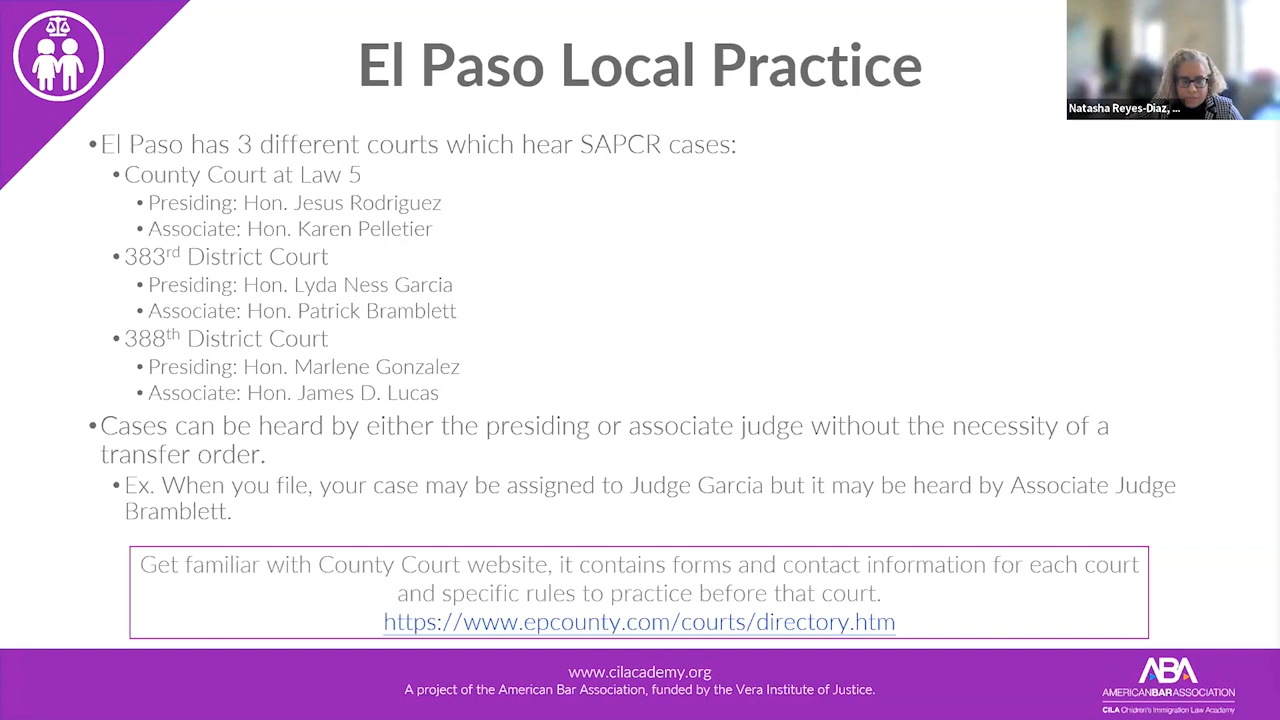 El Paso Local Practice
Natasha Reyes-Diaz, ...
•El Paso has 3 different courts which hear SAPCR cases:
•County Court at Law 5
•Presiding: Hon. Jesus Rodriguez
•Associate: Hon. Karen Pelletier
•383rd District Court
•Presiding: Hon. Lyda Ness Garcia
•Associate: Hon. Patrick Bramblett
•388th District Court
•Presiding: Hon. Marlene Gonzalez
•Associate: Hon. James D. Lucas
•Cases can be heard by either the presiding or associate judge without the necessity of a
transfer order.
•Ex. When you file, your case may be assigned to Judge Garcia but it may be heard by Associate Judge
Bramblett.
Get familiar with County Court website, it contains forms and contact information for each court
and specific rules to practice before that court.
https://www.epcounty.com/courts/directory.htm
www.cilacademy.org
A project of the American Bar Association, funded by the Vera Institute of Justice.
ABA
AMERICANBARASSOCIATION
CILA Children's Immigration Law Academy